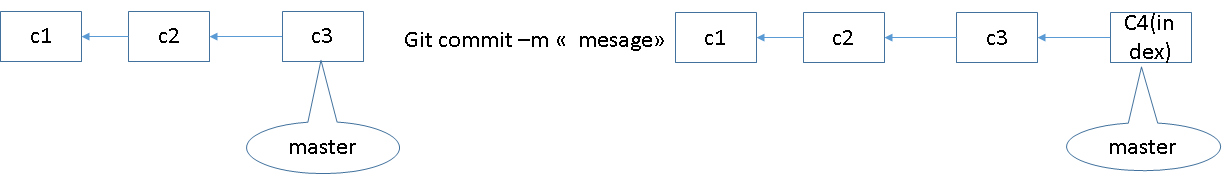 c1 c2 c3 Git commit –m «  mesage» c1 c2 c3 C4(in
dex)
master master